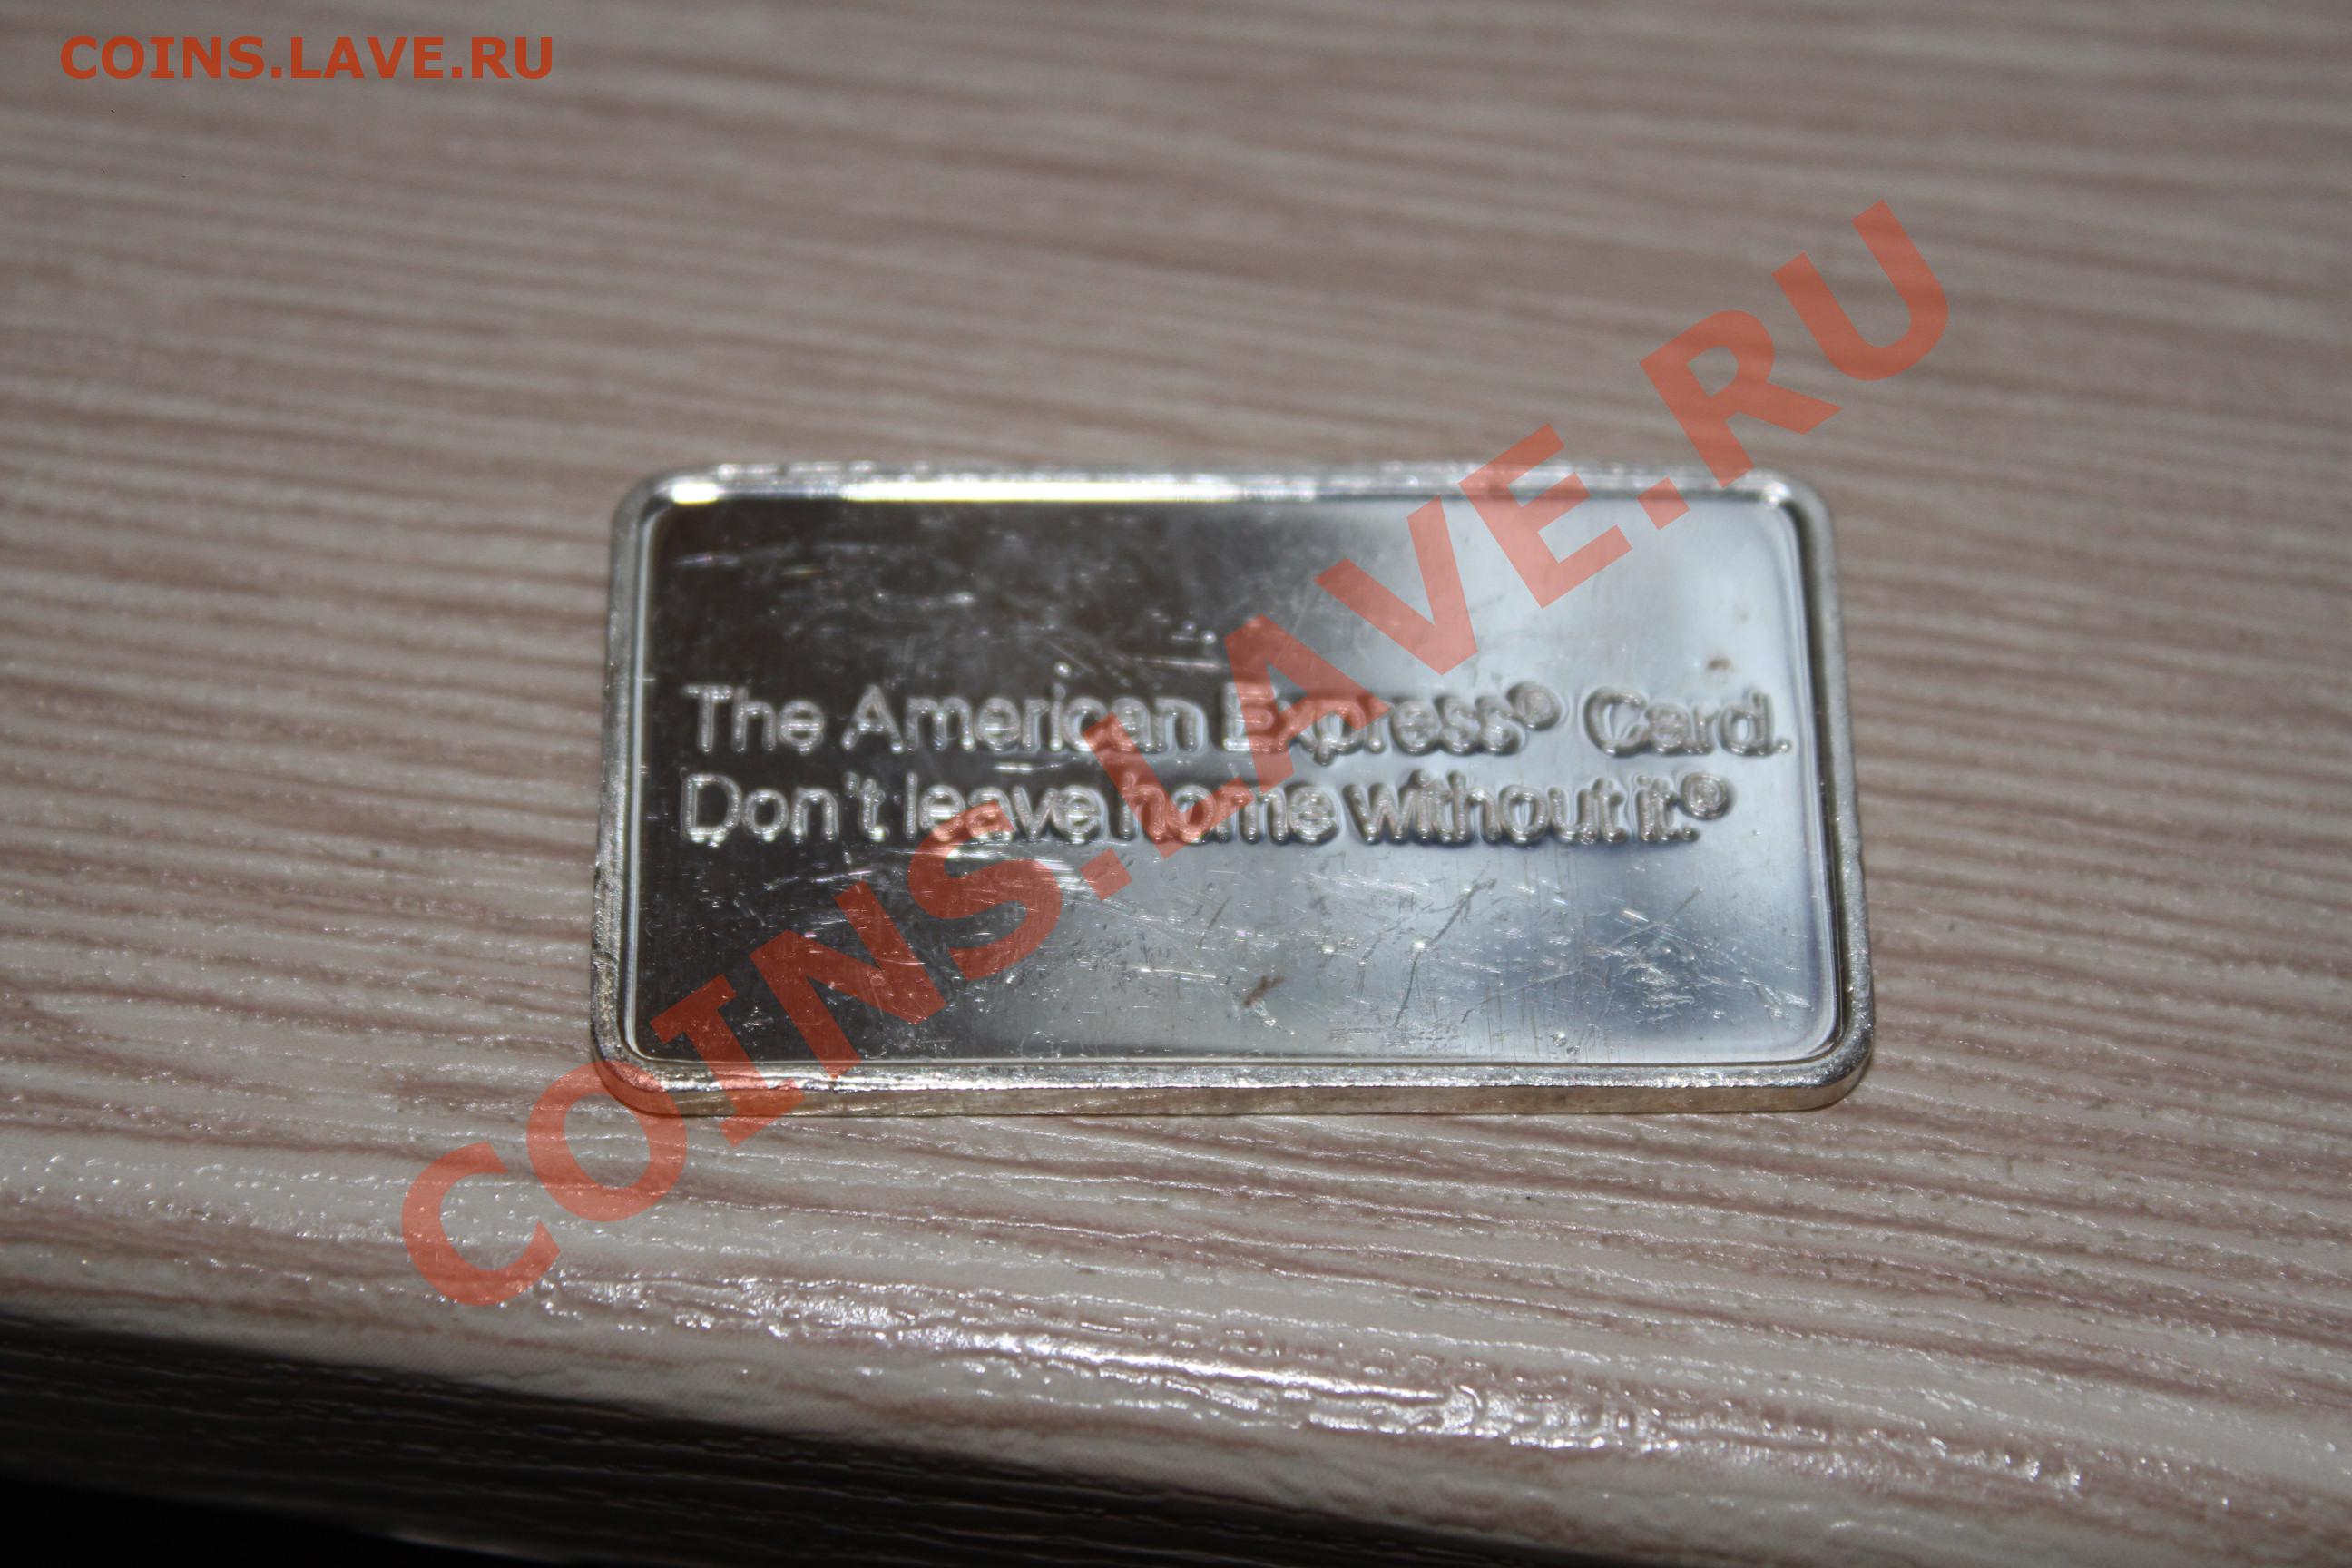 COINS.LAVE.RU
The American Express® Card.
Don't leave home without it.®
COINS.LAVE.RU